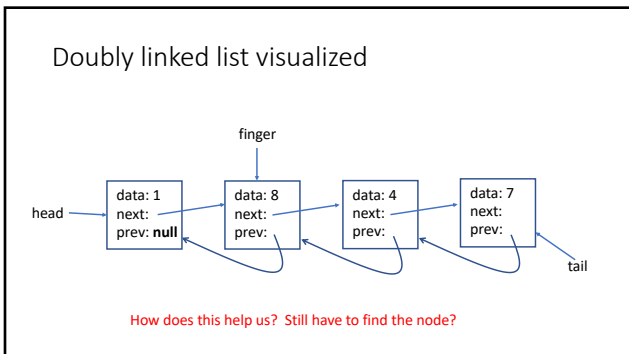 Doubly linked list visualized
finger
head
data: 1
next:
prev: null
data: 8
next:
prev:
data: 4
next:
prev:
data: 7
next:
prev:
tail
How does this help us? Still have to find the node?